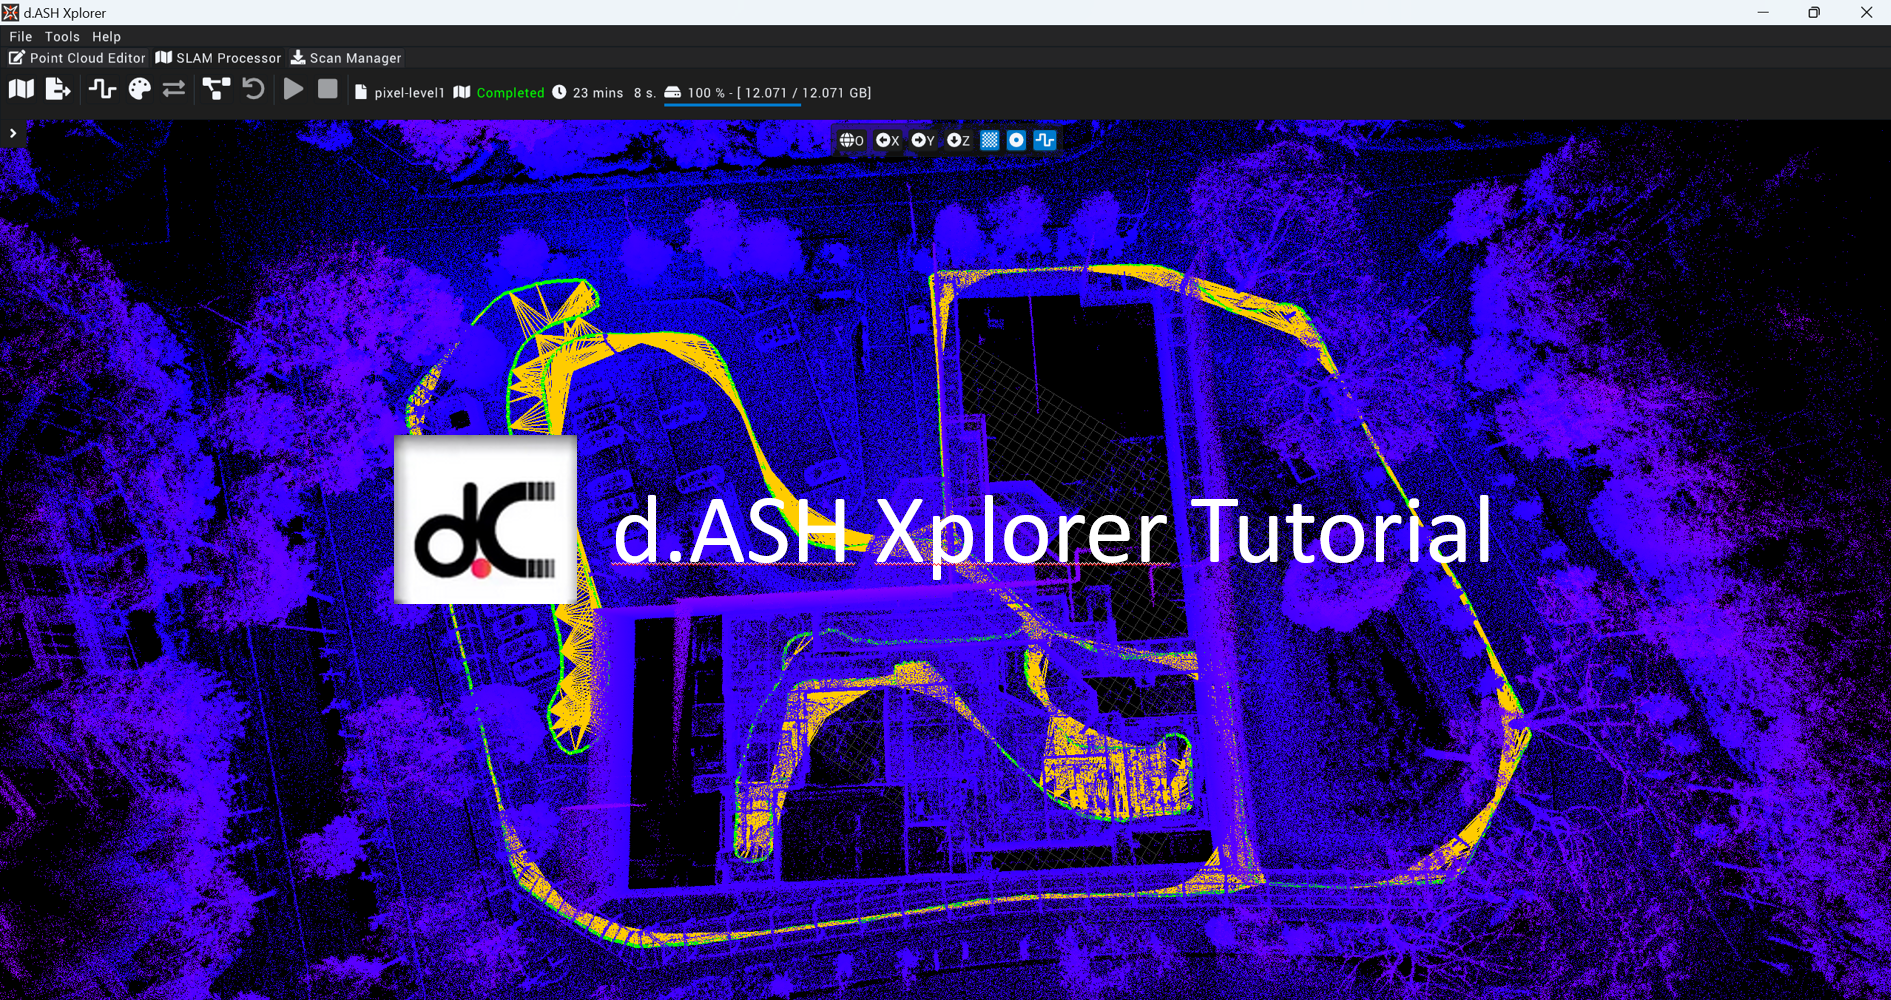 d.ASH Xplorer
File Tools Help
Point Cloud Editor SLAM Processor Scan Manager
pixel-level1 Completed 23 mins 8 s. 100 % - [ 12.071 / 12.071 GB]
O X Y Z
d.C
d.ASH Xplorer Tutorial